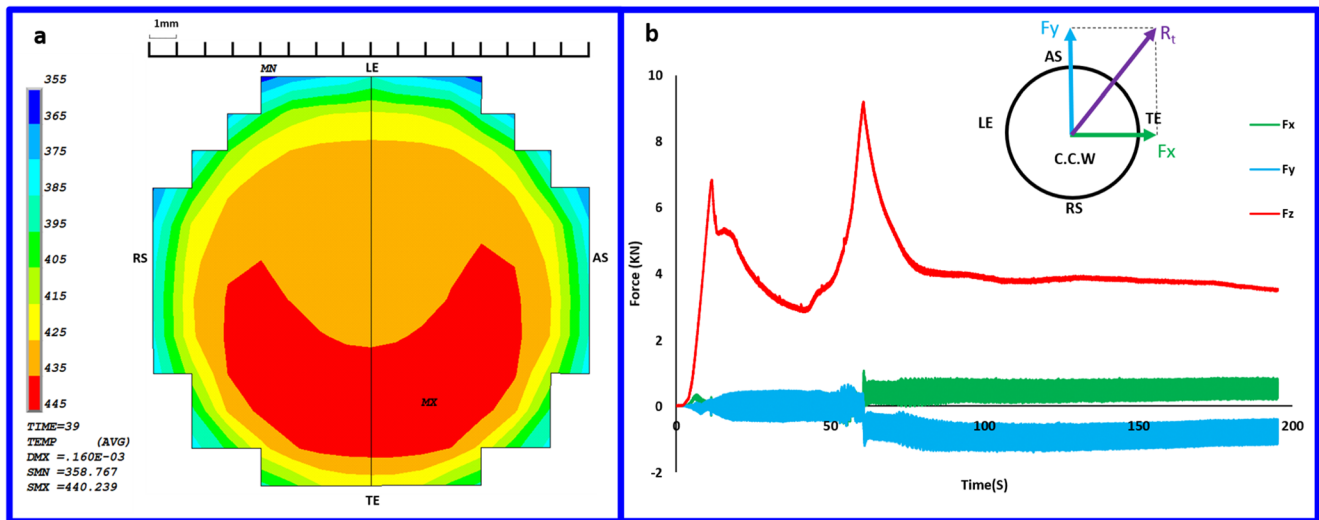 a
1mm
MN
LE
355
365
375
385
395
405
415
425
435
445
RS
AS
MX
TE
TIME=39
TEMP (AVG)
DMX =.160E-03
SMN =358.767
SMX =440.239
b
Fy
Rt
AS
LE
TE
C.C.W
Fx
RS
Fx
Fy
Fz
Force (KN)
10
8
6
4
2
0
-2
0
50
100
150
200
Time(S)